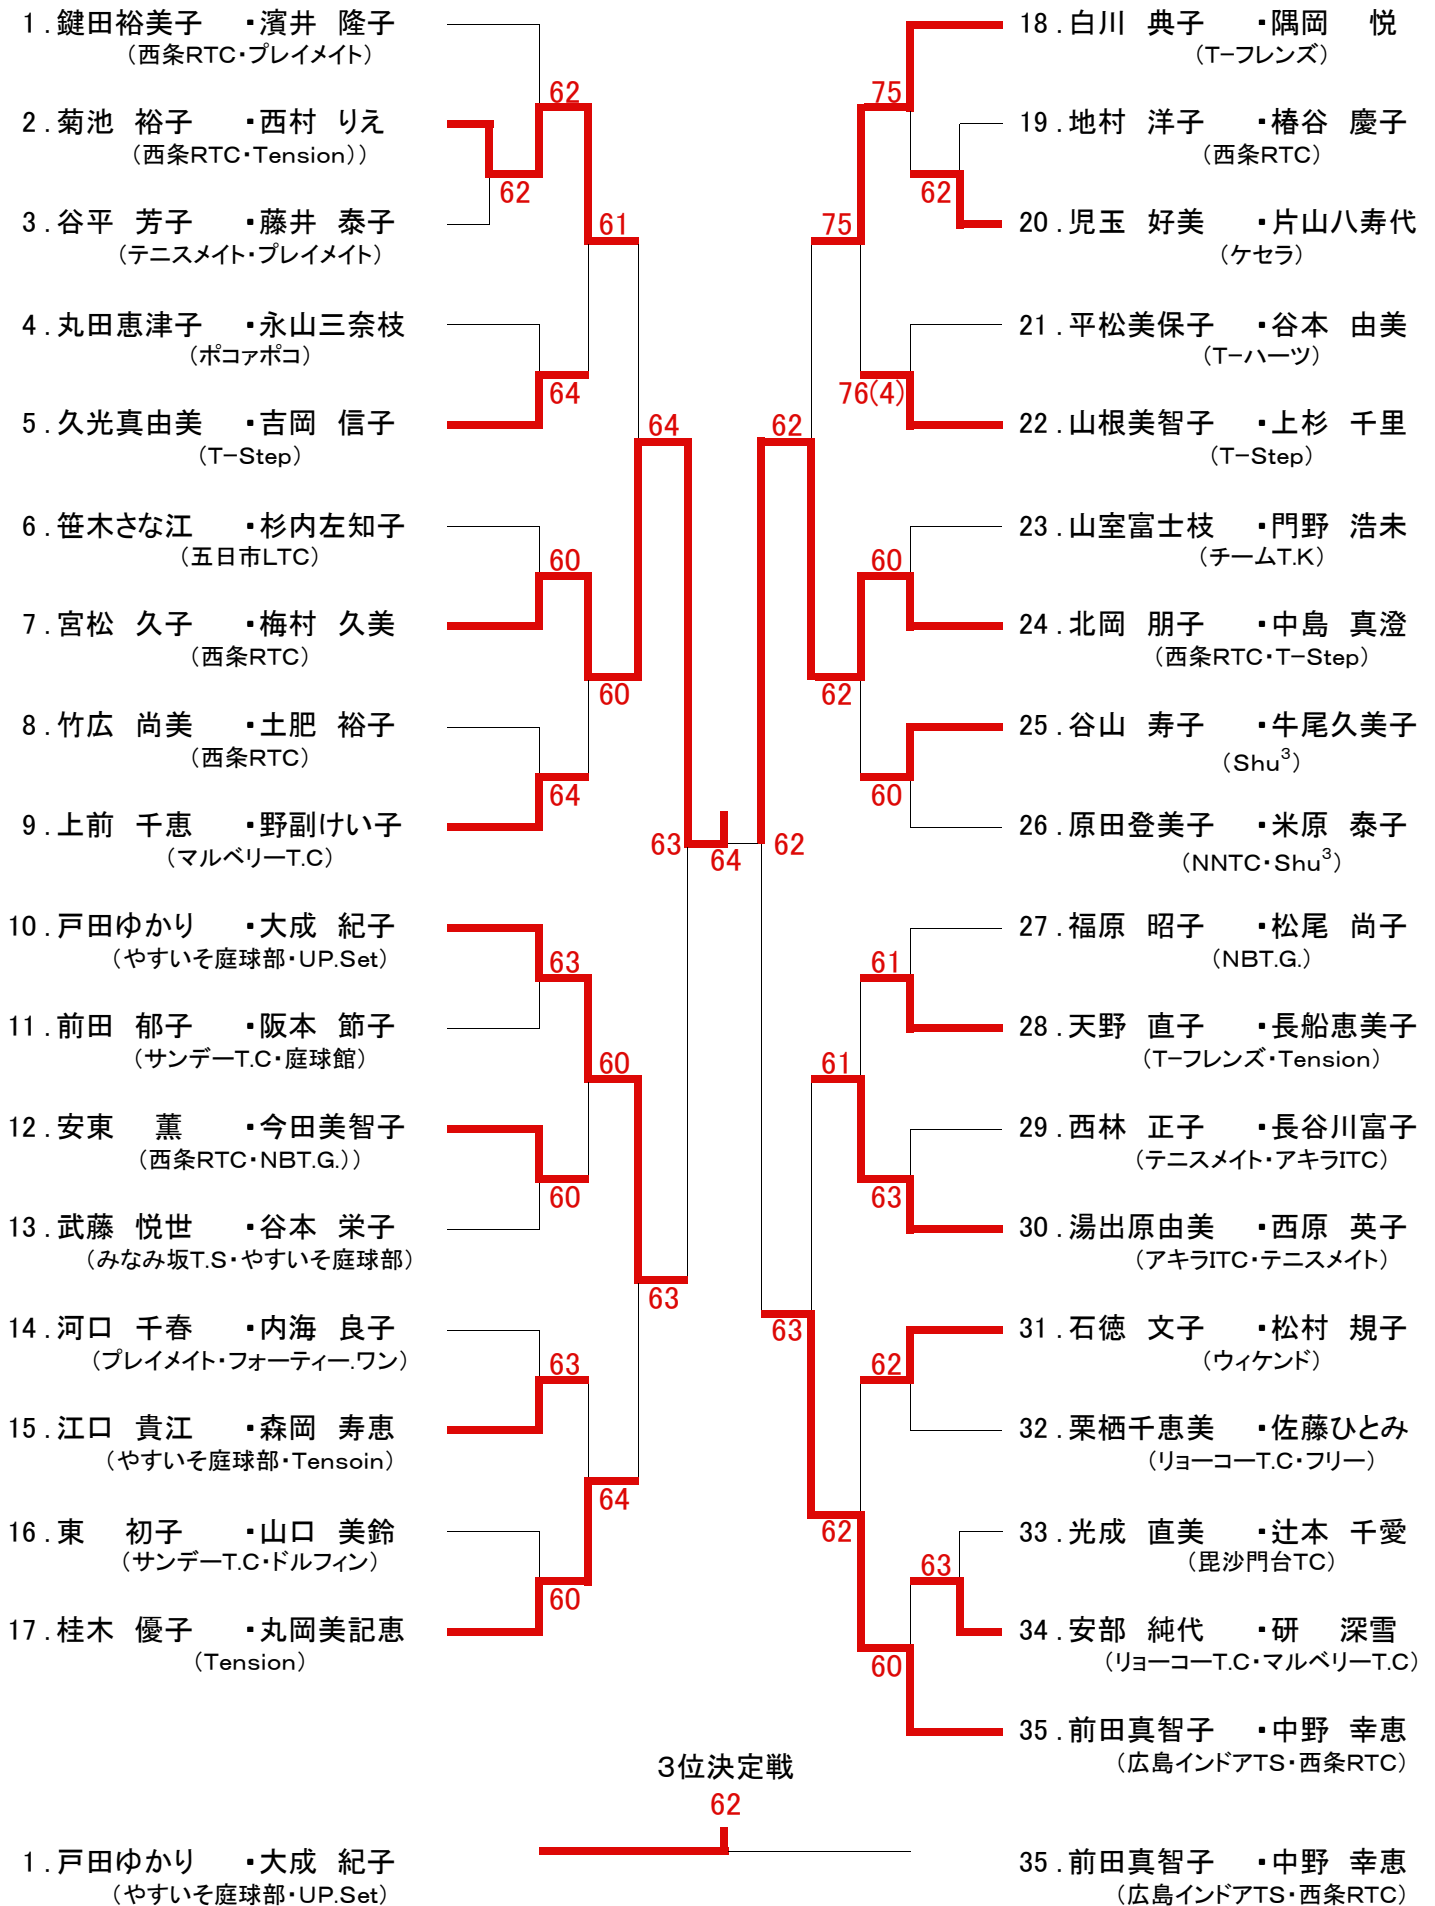 1.鍵田裕美子 ・濱井 隆子
(西条RTC・プレイメイト)
2.菊池 裕子 ・西村 りえ
(西条RTC・Tension))
3.谷平 芳子 ・藤井 泰子
(テニスメイト・プレイメイト)
4.丸田恵津子 ・永山三奈枝
(ポコァポコ)
5.久光真由美 ・吉岡 信子
(T-Step)
6.笹木さな江 ・杉内左知子
(五日市LTC)
7.宮松 久子 ・梅村 久美
(西条RTC)
8.竹広 尚美 ・土肥 裕子
(西条RTC)
9.上前 千恵 ・野副けい子
(マルベリーT.C)
10.戸田ゆかり ・大成 紀子
(やすいそ庭球部・UP.Set)
11.前田 郁子 ・阪本 節子
(サンデーT.C・庭球館)
12.安東 薫 ・今田美智子
(西条RTC・NBT.G.))
13.武藤 悦世 ・谷本 栄子
(みなみ坂T.S・やすいそ庭球部)
14.河口 千春 ・内海 良子
(プレイメイト・フォーティー.ワン)
15.江口 貴江 ・森岡 寿恵
(やすいそ庭球部・Tensoin)
16.東 初子 ・山口 美鈴
(サンデーT.C・ドルフィン)
17.桂木 優子 ・丸岡美記恵
(Tension)
62
62
61
64
64
60
60
64
63
63
60
60
63
63
64
60
64
62
75
62
75
76(4)
62
60
62
60
61
61
63
63
62
62
63
60
18.白川 典子 ・隅岡 悦
(T-フレンズ)
19.地村 洋子 ・椿谷 慶子
(西条RTC)
20.児玉 好美 ・片山八寿代
(ケセラ)
21.平松美保子 ・谷本 由美
(T-ハーツ)
22.山根美智子 ・上杉 千里
(T-Step)
23.山室富士枝 ・門野 浩未
(チームT.K)
24.北岡 朋子 ・中島 真澄
(西条RTC・T-Step)
25.谷山 寿子 ・牛尾久美子
(Shu³)
26.原田登美子 ・米原 泰子
(NNTC・Shu³)
27.福原 昭子 ・松尾 尚子
(NBT.G.)
28.天野 直子 ・長船恵美子
(T-フレンズ・Tension)
29.西林 正子 ・長谷川富子
(テニスメイト・アキラITC)
30.湯出原由美 ・西原 英子
(アキラITC・テニスメイト)
31.石徳 文子 ・松村 規子
(ウィケンド)
32.栗栖千恵美 ・佐藤ひとみ
(リョーコーT.C・フリー)
33.光成 直美 ・辻本 千愛
(毘沙門台TC)
34.安部 純代 ・研 深雪
(リョーコーT.C・マルベリーT.C)
35.前田真智子 ・中野 幸恵
(広島インドアTS・西条RTC)
3位決定戦
62
1.戸田ゆかり ・大成 紀子
(やすいそ庭球部・UP.Set)
35.前田真智子 ・中野 幸恵
(広島インドアTS・西条RTC)